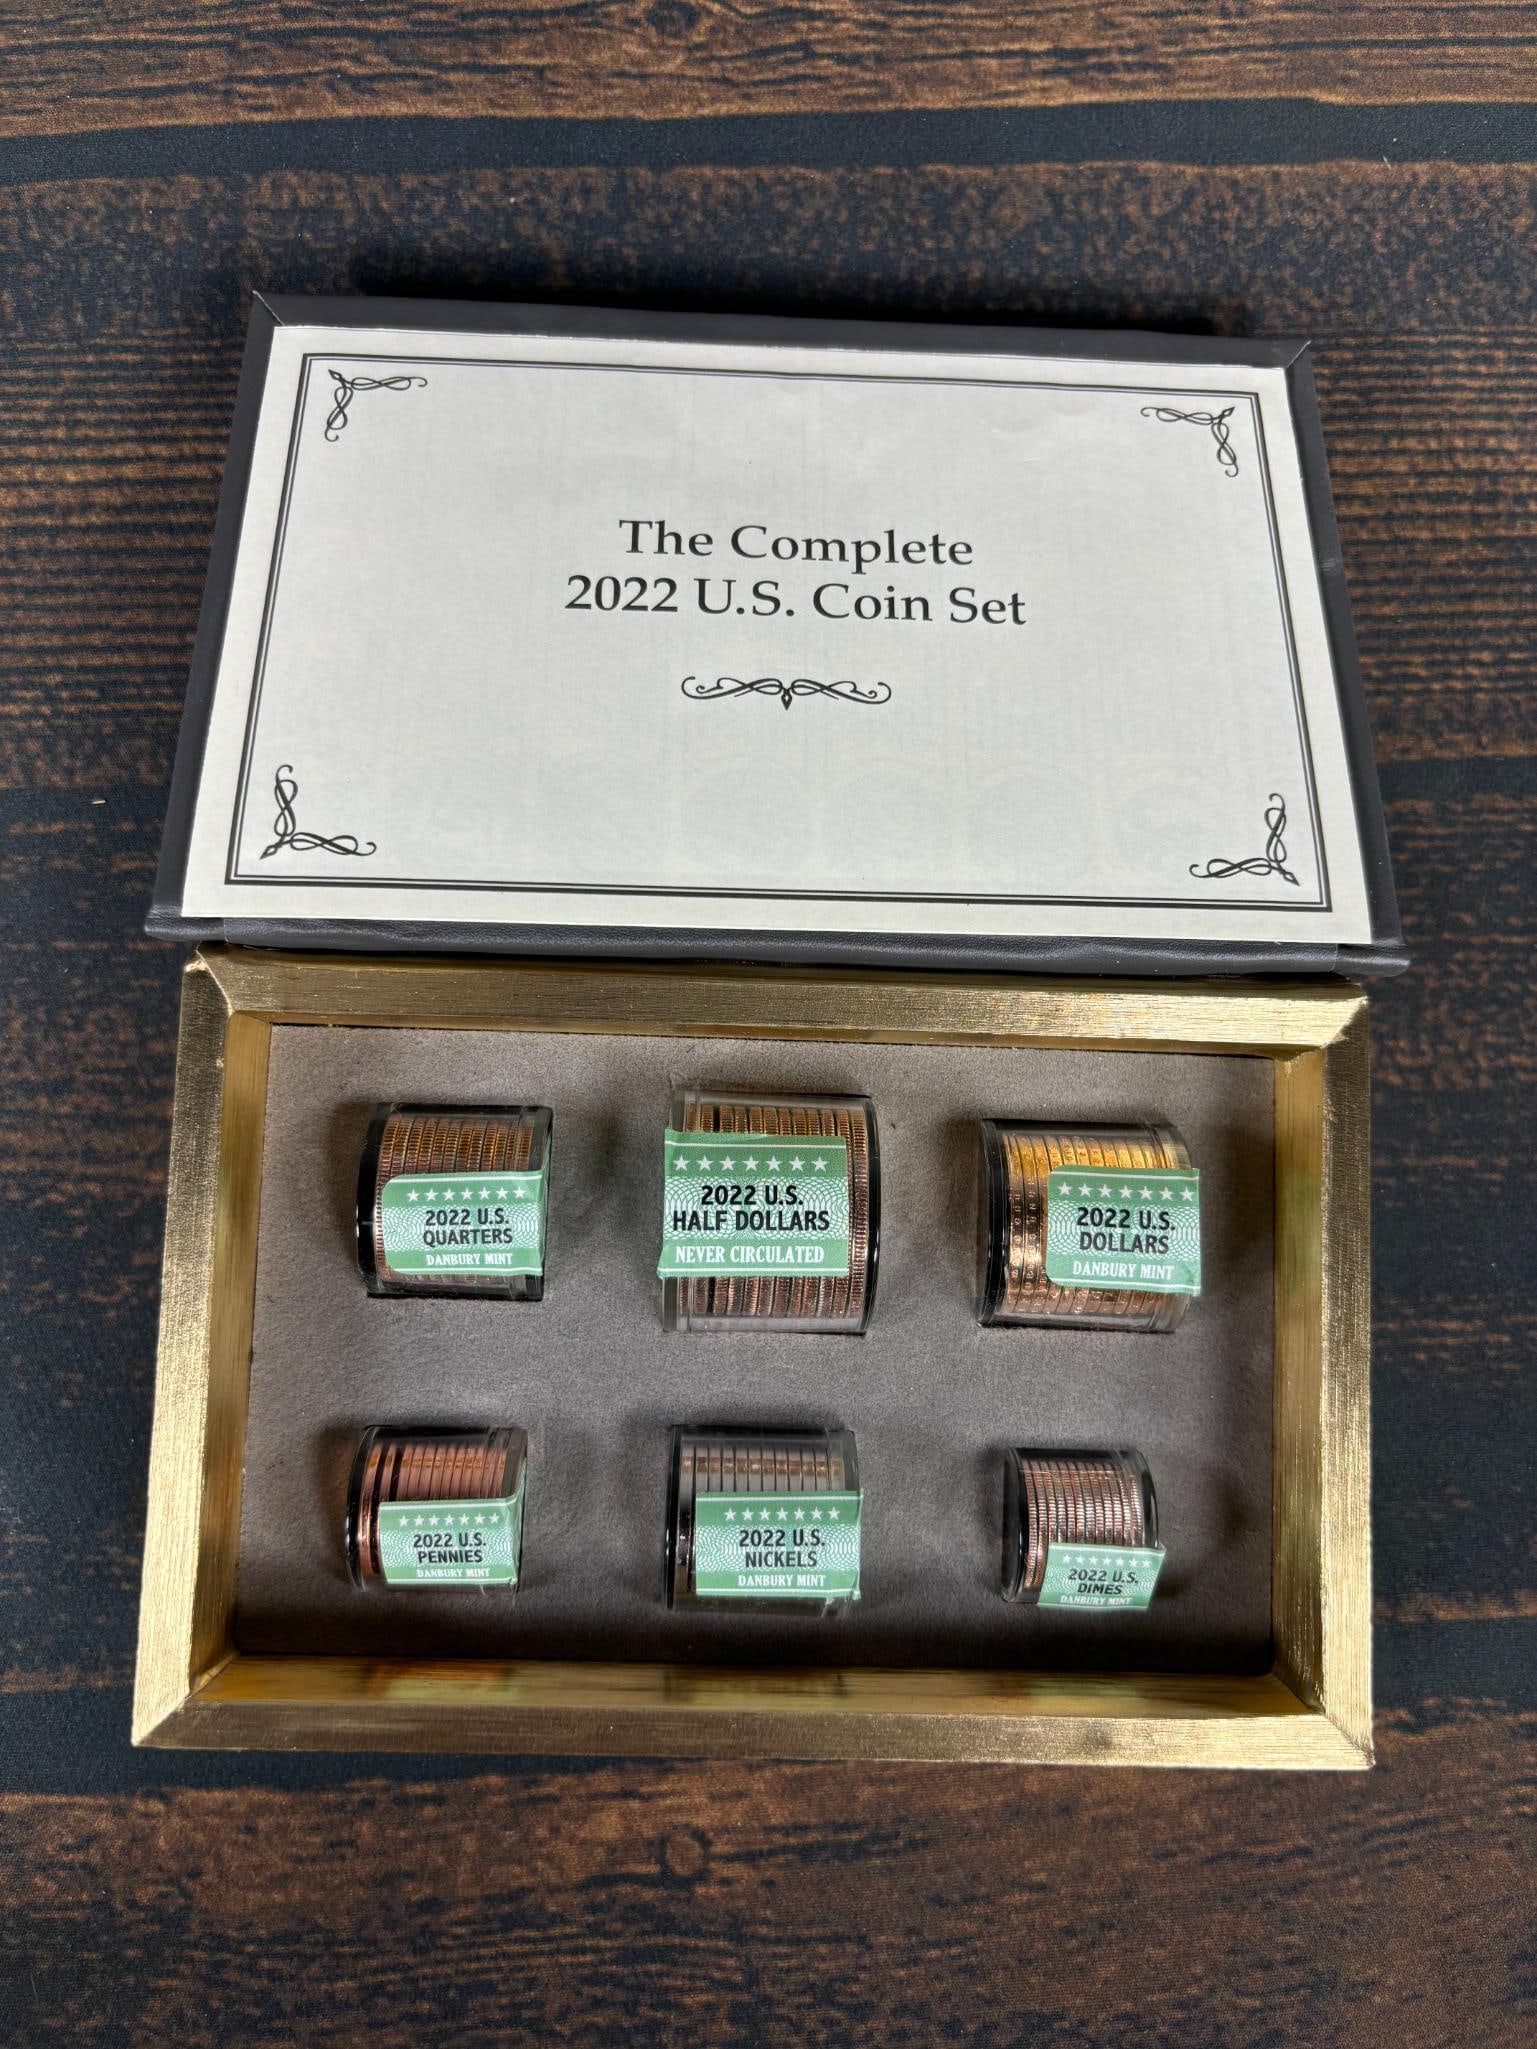 The Complete
2022 U.S. Coin Set
2022 U.S.
QUARTERS
DANBURY MINT
2022 U.S.
HALF DOLLARS
NEVER CIRCULATED
2022 U.S.
DOLLARS
DANBURY MINT
2022 U.S.
PENNIES
DANBURY MINT
2022 U.S.
NICKELS
DANBURY MINT
2022 U.S.
DIMES
DANBURY MINT